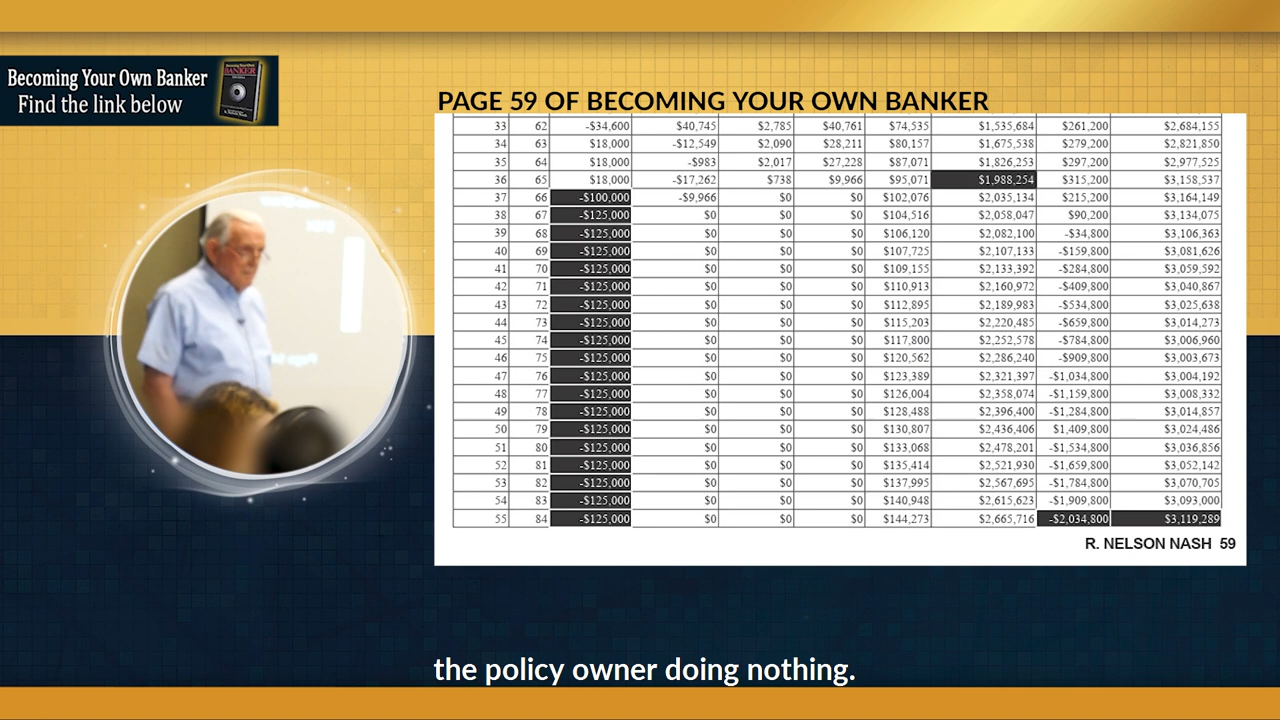 Becoming Your Own Banker
Find the link below
PAGE 59 OF BECOMING YOUR OWN BANKER
33 62 -$34,600 $40,745 $2,785 $40,761 $74,535 $1,535,684 $261,200 $2,684,155
34 63 $18,000 -$12,549 $2,090 $28,211 $80,157 $1,675,538 $279,200 $2,821,850
35 64 $18,000 -$983 $2,017 $27,228 $87,071 $1,826,253 $297,200 $2,977,525
36 65 $18,000 -$17,262 $738 $9,966 $95,071 $1,988,254 $315,200 $3,158,537
37 66 -$100,000 -$9,966 $0 $0 $102,076 $2,035,134 $215,200 $3,164,149
38 67 -$125,000 $0 $0 $0 $104,516 $2,058,047 $90,200 $3,134,075
39 68 -$125,000 $0 $0 $0 $106,120 $2,082,100 -$34,800 $3,106,363
40 69 -$125,000 $0 $0 $0 $107,725 $2,107,133 -$159,800 $3,081,626
41 70 -$125,000 $0 $0 $0 $109,155 $2,133,392 -$284,800 $3,059,592
42 71 -$125,000 $0 $0 $0 $110,913 $2,160,972 -$409,800 $3,040,867
43 72 -$125,000 $0 $0 $0 $112,895 $2,189,983 -$534,800 $3,025,638
44 73 -$125,000 $0 $0 $0 $115,203 $2,220,485 -$659,800 $3,014,273
45 74 -$125,000 $0 $0 $0 $117,800 $2,252,578 -$784,800 $3,006,960
46 75 -$125,000 $0 $0 $0 $120,562 $2,286,240 -$909,800 $3,003,673
47 76 -$125,000 $0 $0 $0 $123,389 $2,321,397 -$1,034,800 $3,004,192
48 77 -$125,000 $0 $0 $0 $126,004 $2,358,074 -$1,159,800 $3,008,332
49 78 -$125,000 $0 $0 $0 $128,488 $2,396,400 -$1,284,800 $3,014,857
50 79 -$125,000 $0 $0 $0 $130,807 $2,436,406 $1,409,800 $3,024,486
51 80 -$125,000 $0 $0 $0 $133,068 $2,478,201 -$1,534,800 $3,036,856
52 81 -$125,000 $0 $0 $0 $135,414 $2,521,930 -$1,659,800 $3,052,142
53 82 -$125,000 $0 $0 $0 $137,995 $2,567,695 -$1,784,800 $3,070,705
54 83 -$125,000 $0 $0 $0 $140,948 $2,615,623 -$1,909,800 $3,093,000
55 84 -$125,000 $0 $0 $0 $144,273 $2,665,716 -$2,034,800 $3,119,289
R. NELSON NASH 59
the policy owner doing nothing.